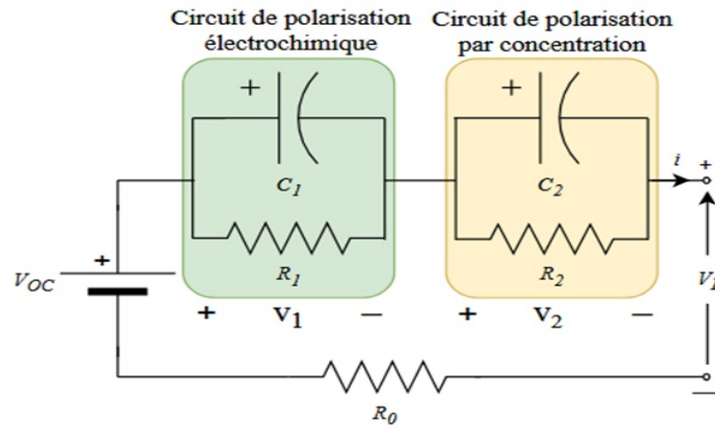 Circuit de polarisation
électrochimique
Circuit de polarisation
par concentration
+
+
C1
C2
i
+
R1
R2
+
VOC
+ V1 −
+ V2 −
−
R0